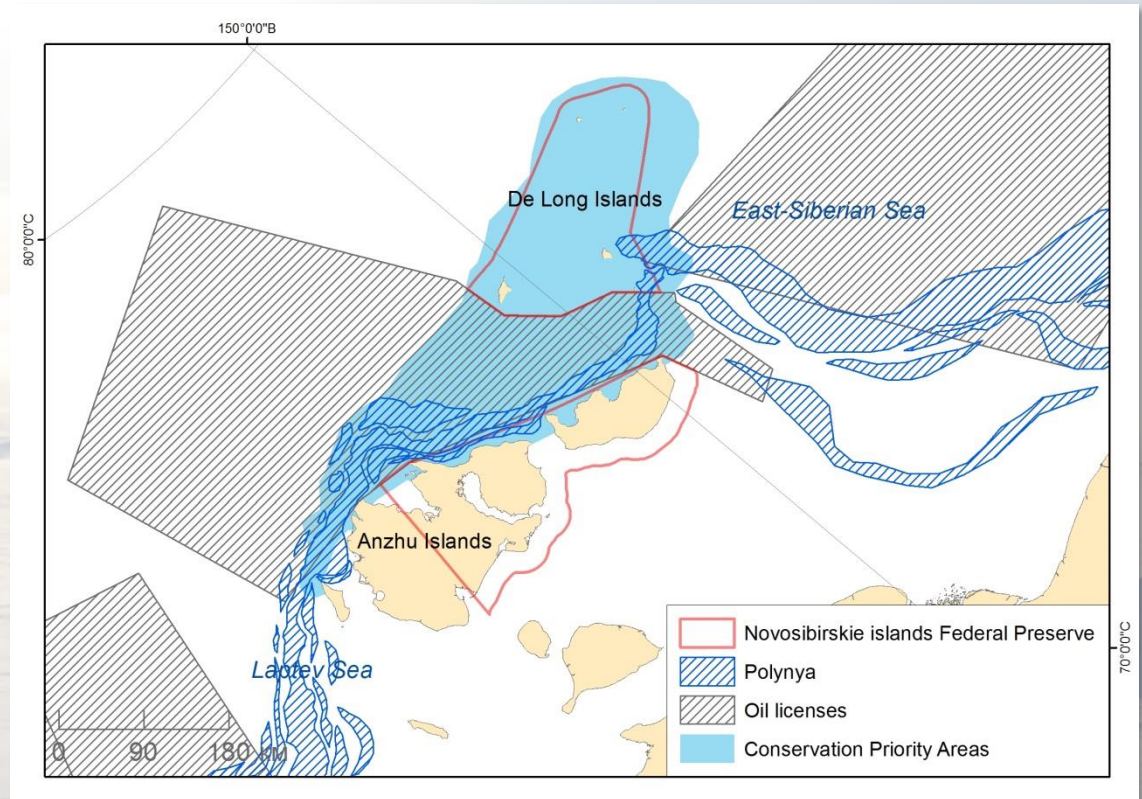 150°0'0"B
80°0'0"C
De Long Islands
East-Siberian Sea
Anzhu Islands
Laptev Sea
70°0'0"C
0 90 180 км
Novosibirskie islands Federal Preserve
Polynya
Oil licenses
Conservation Priority Areas